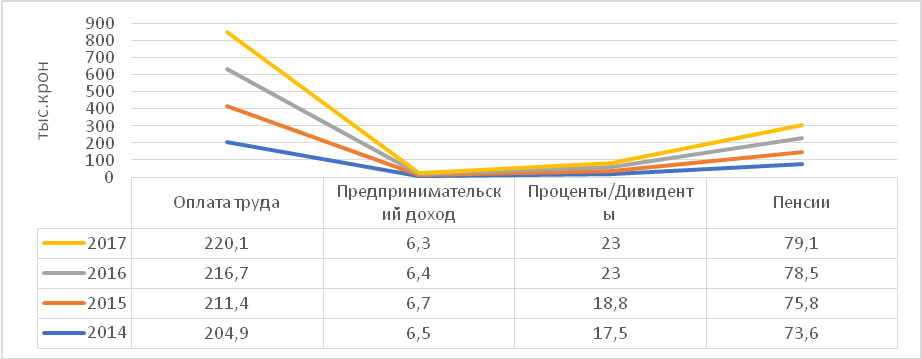 900
800
700
600
500
400
300
200
100
0
тыс.крон
Оплата труда
Предпринимательск
ий доход
Проценты/Дивидент
ы
Пенсии
2017 220,1 6,3 23 79,1
2016 216,7 6,4 23 78,5
2015 211,4 6,7 18,8 75,8
2014 204,9 6,5 17,5 73,6